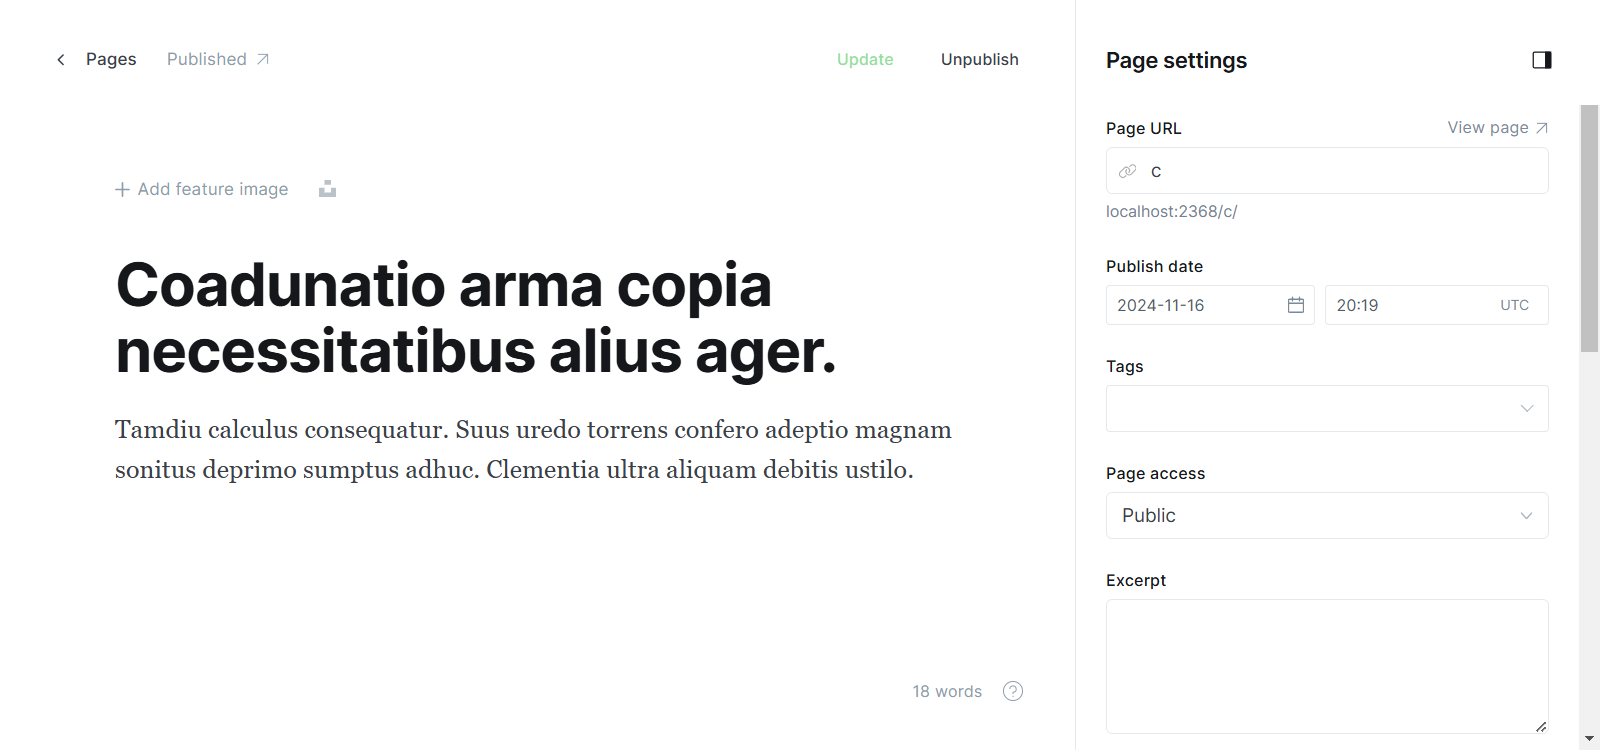 Pages Published Update Unpublish
Add feature image
Coadunatio arma copia
necessitatibus alius ager.
Tamdiu calculus consequatur. Suus uredo torrens confero adeptio magnam
sonitus deprimo sumptus adhuc. Clementia ultra aliquam debitis ustilo.
18 words ?
Page settings
Page URL View page
c
localhost:2368/c/
Publish date
2024-11-16 20:19 UTC
Tags
Page access
Public
Excerpt